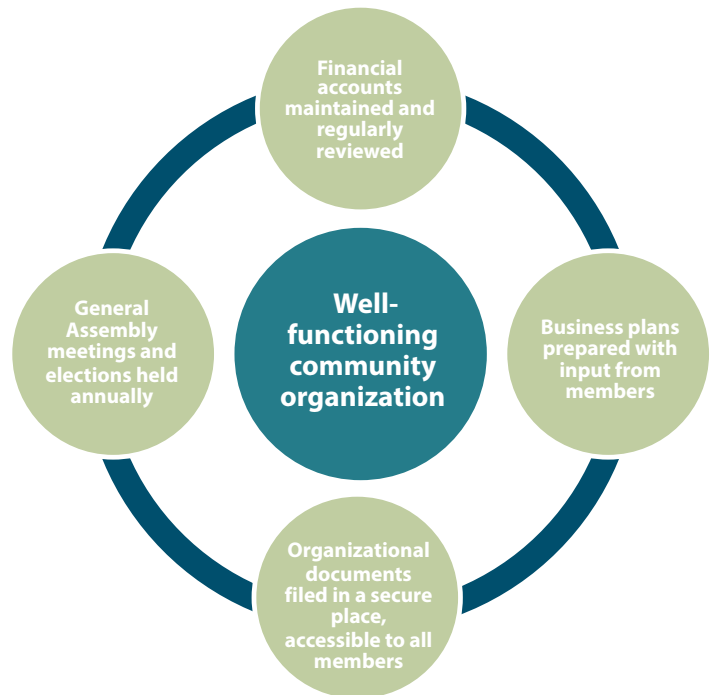 Financial
accounts
maintained and
regularly
reviewed
General
Assembly
meetings and
elections held
annually
Well-
functioning
community
organization
Business plans
prepared with
input from
members
Organizational
documents
filed in a secure
place,
accessible to all
members